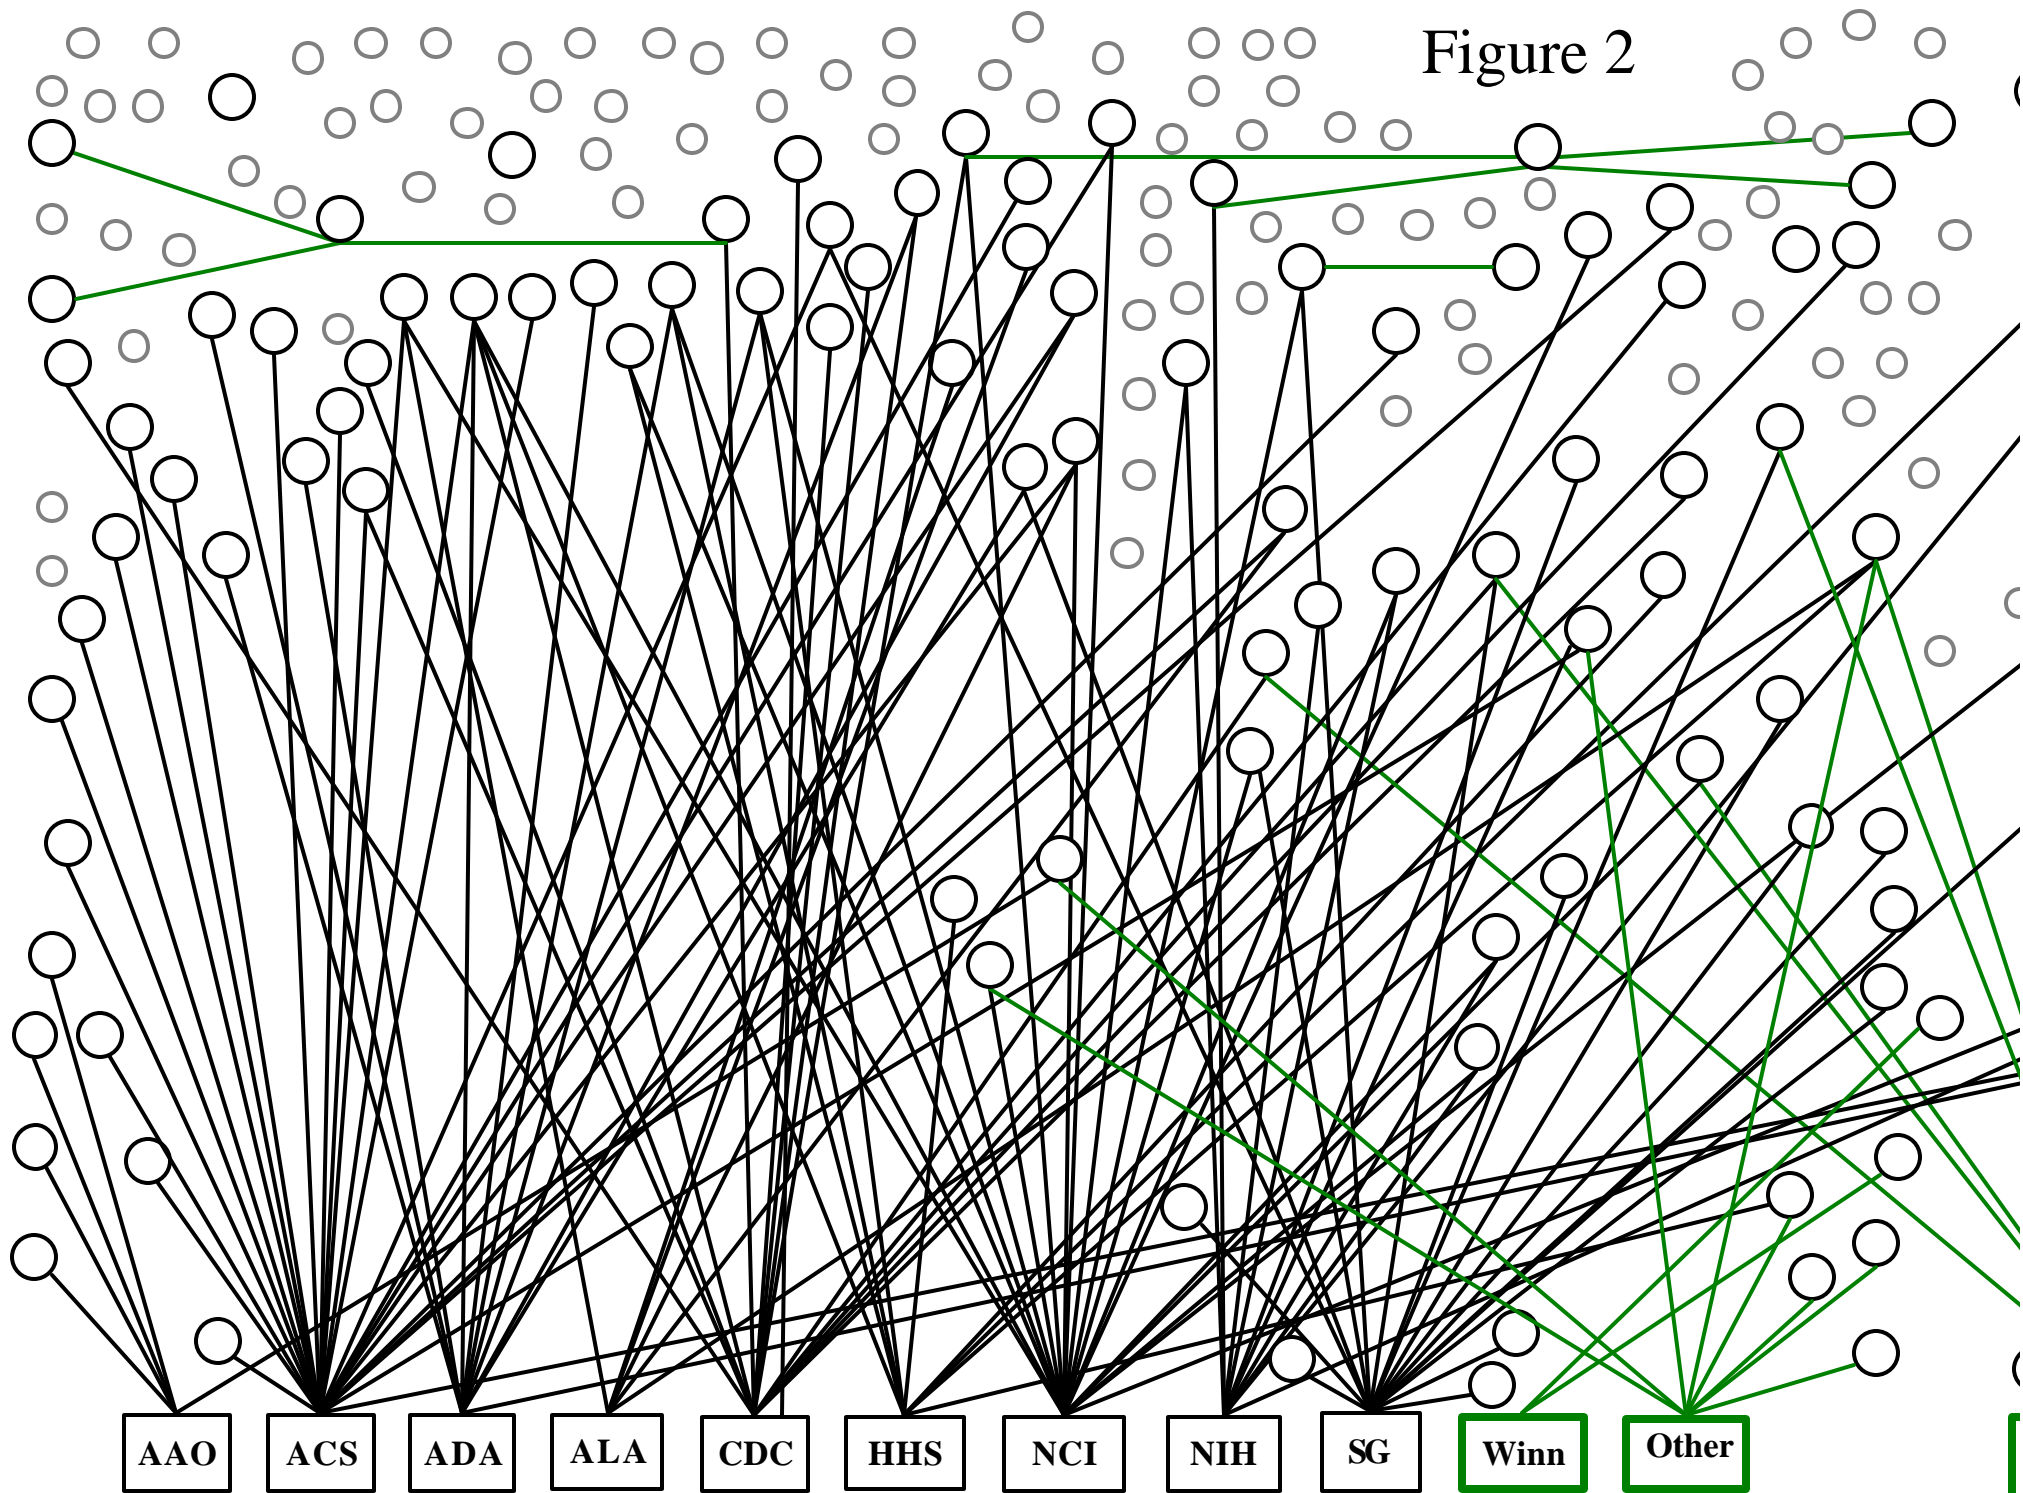 Figure 2
AAO
ACS
ADA
ALA
CDC
HHS
NCI
NIH
SG
Winn
Other